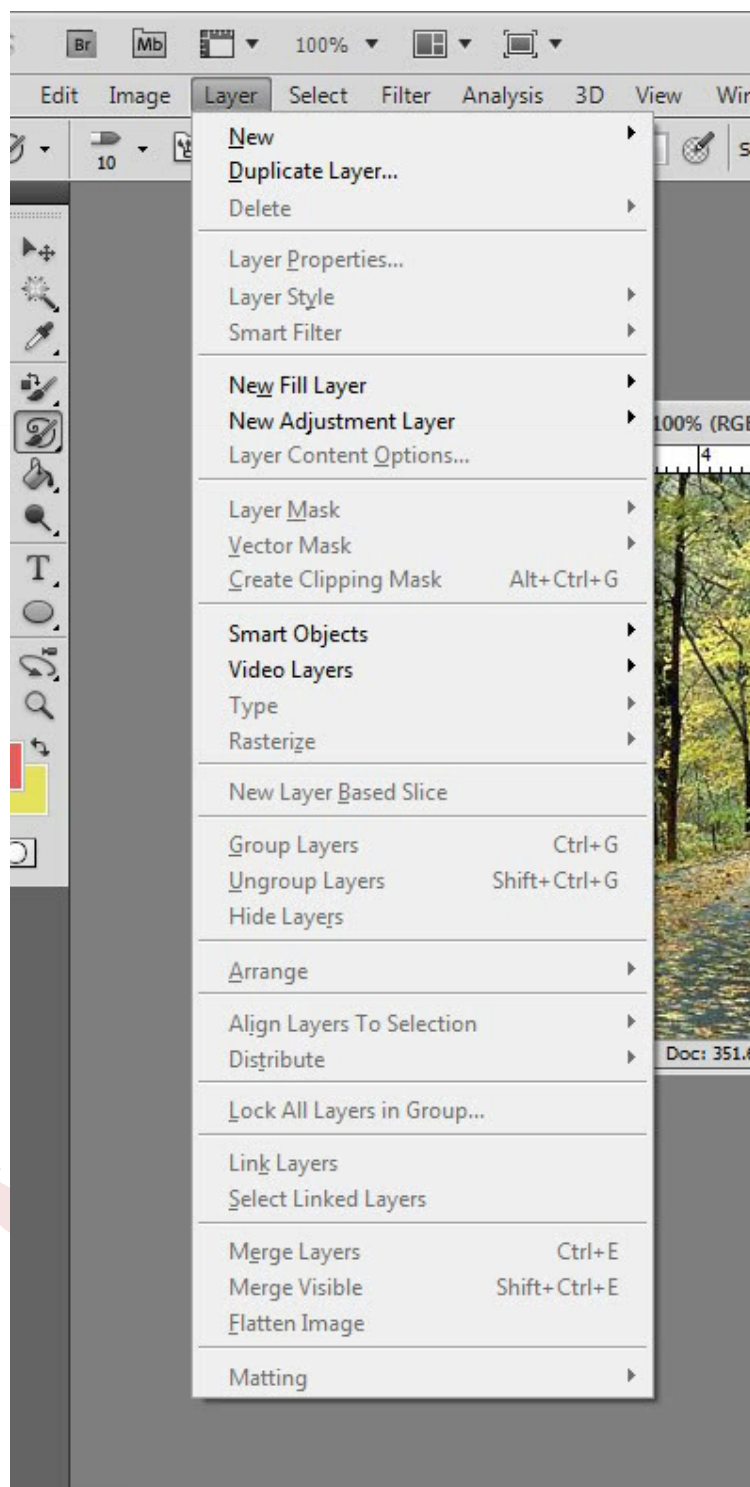 Br Mb 100%
Edit Image Layer Select Filter Analysis 3D View
10
New
Duplicate Layer...
Delete
Layer Properties...
Layer Style
Smart Filter
New Fill Layer
New Adjustment Layer
100% (RGB
Layer Content Options...
4
Layer Mask
Vector Mask
Create Clipping Mask Alt+Ctrl+G
T
Smart Objects
Video Layers
Type
Rasterize
New Layer Based Slice
Group Layers Ctrl+G
Ungroup Layers Shift+Ctrl+G
Hide Layers
Arrange
Align Layers To Selection
Distribute
Doc: 351.
Lock All Layers in Group...
Link Layers
Select Linked Layers
Merge Layers Ctrl+E
Merge Visible Shift+Ctrl+E
Flatten Image
Matting